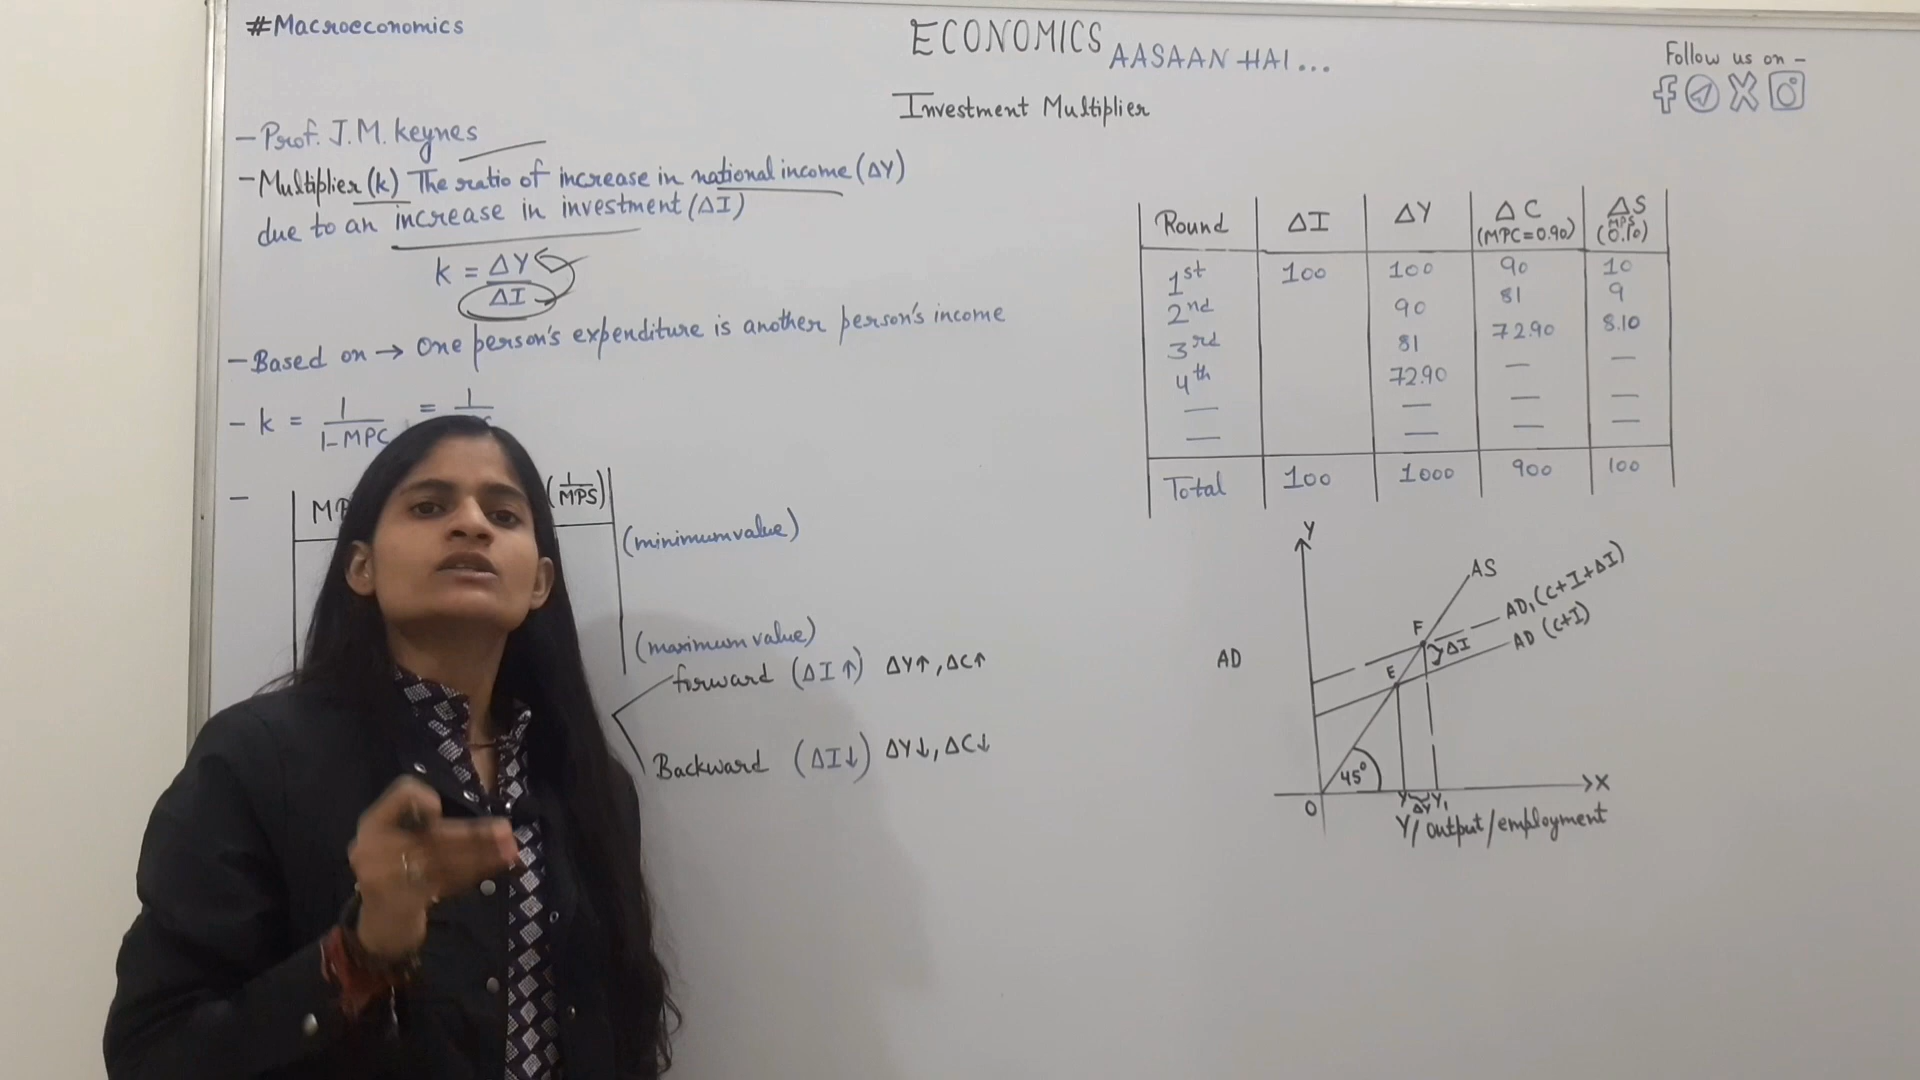 #Macroeconomics
ECONOMICS AASAAN HAI...
Investment Multiplier
Follow us on -
- Prof. J.M. Keynes
- Multiplier (k) The ratio of increase in national income (ΔY)
due to an increase in investment (ΔI)
k = ΔY
ΔI
- Based on → One person's expenditure is another person's income
- k = 1 = 1
1-MPC
-
MP
(1/MPS)
(minimum value)
(maximum value)
forward (ΔI↑) ΔY↑, ΔC↑
Backward (ΔI↓) ΔY↓, ΔC↓
Round ΔI ΔY ΔC (MPC=0.90) ΔS MPS (0.10)
1st 100 100 90 10
2nd 90 81 9
3rd 81 72.90 8.10
4th 72.90 — —
— — — —
— — — —
Total 100 1000 900 100
Y
AS
AD₁ (C+I+ΔI)
AD (C+I)
F
ΔI
E
AD
45°
O
Y ΔY Y₁
X
Y/output/employment